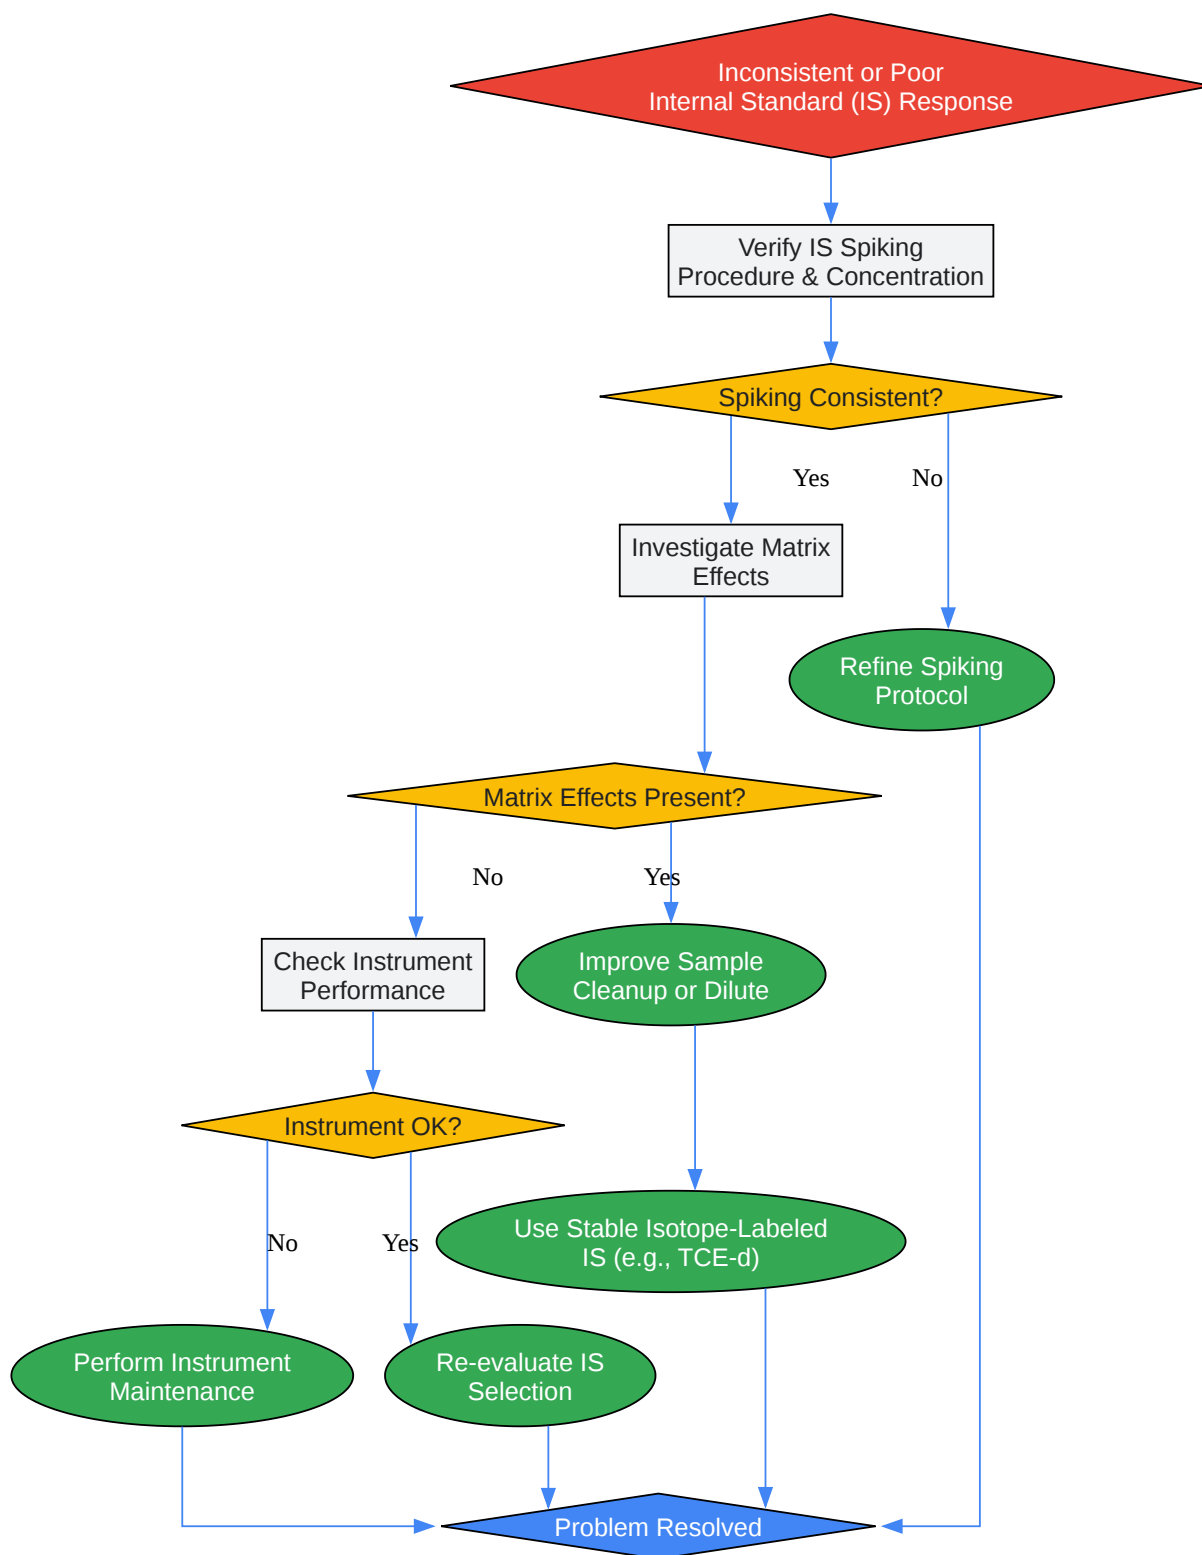 Inconsistent or Poor
Internal Standard (IS) Response
Verify IS Spiking
Procedure & Concentration
Spiking Consistent?
Yes
No
Investigate Matrix
Effects
Refine Spiking
Protocol
Matrix Effects Present?
No
Yes
Check Instrument
Performance
Improve Sample
Cleanup or Dilute
Instrument OK?
No
Yes
Use Stable Isotope-Labeled
IS (e.g., TCE-d)
Perform Instrument
Maintenance
Re-evaluate IS
Selection
Problem Resolved